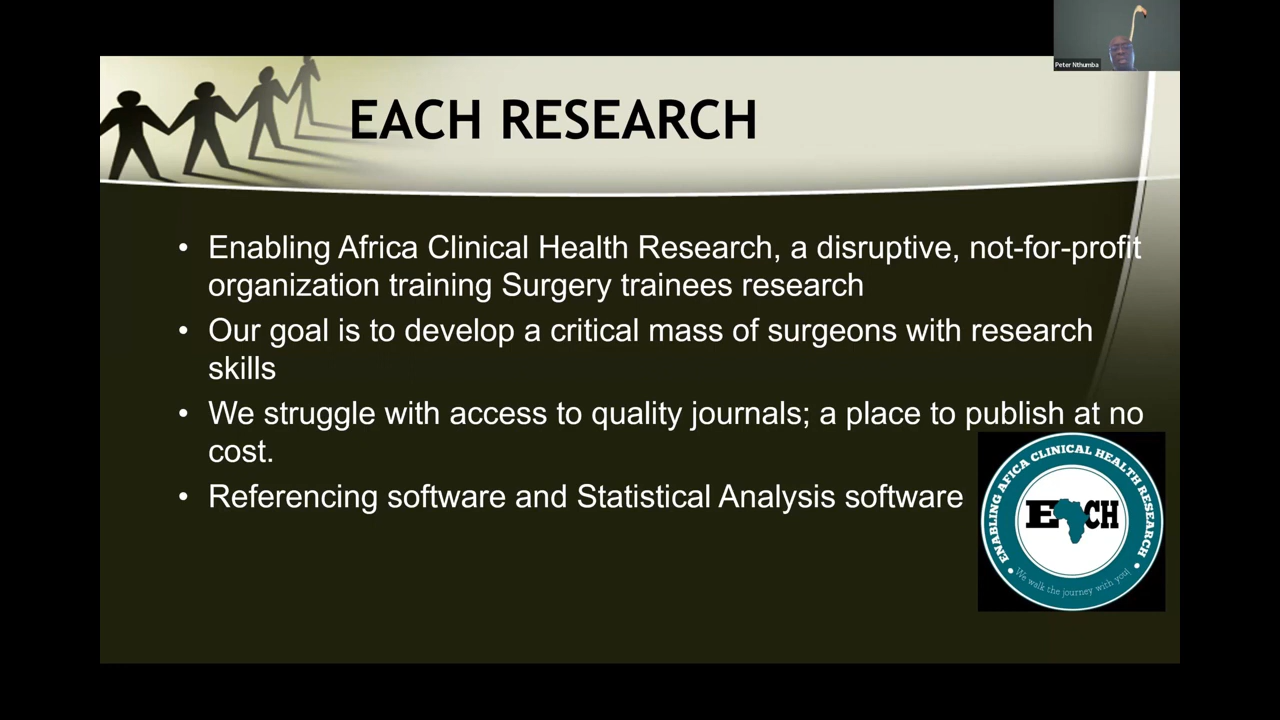 Peter Nthumba
EACH RESEARCH
• Enabling Africa Clinical Health Research, a disruptive, not-for-profit
organization training Surgery trainees research
• Our goal is to develop a critical mass of surgeons with research
skills
• We struggle with access to quality journals; a place to publish at no
cost.
• Referencing software and Statistical Analysis software
ENABLING AFICA CLINICAL HEALTH RESEARCH
EACH
We walk the journey with you!